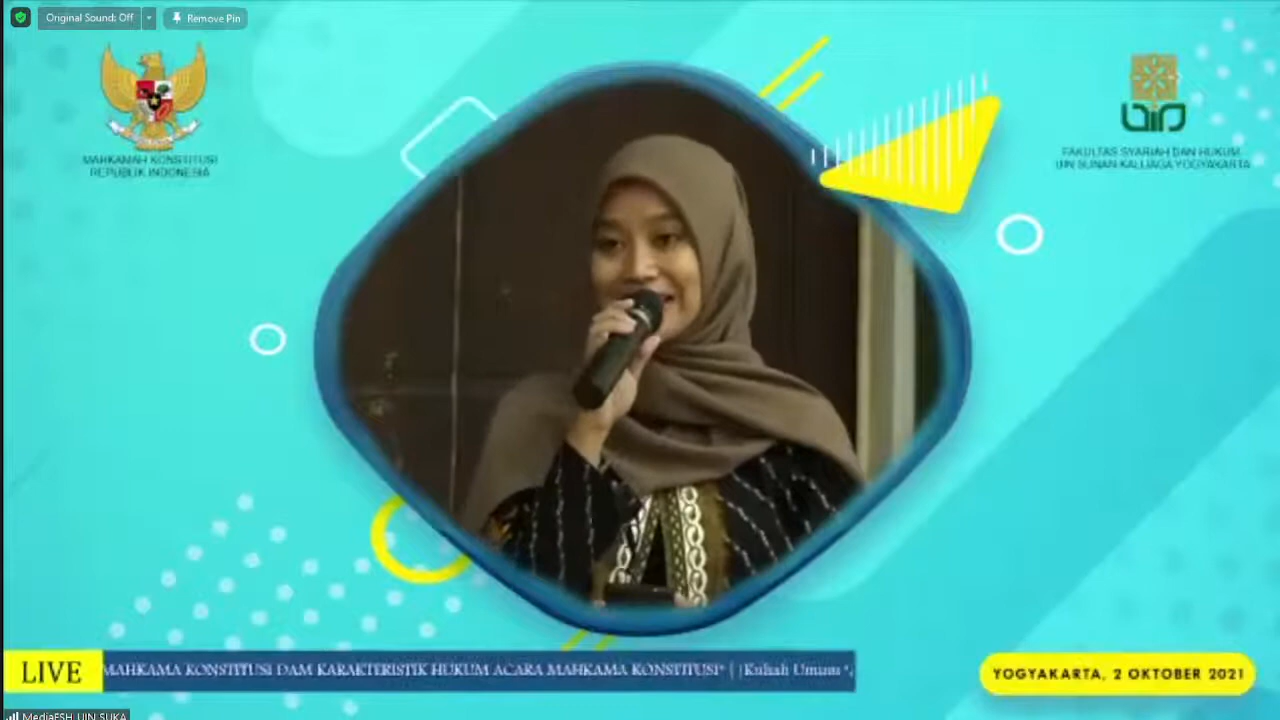 Original Sound: Off
Remove Pin
MAHKAMAH KONSTITUSI
REPUBLIK INDONESIA
uin
FAKULTAS SYARIAH DAN HUKUM
UIN SUNAN KALIJAGA YOGYAKARTA
LIVE
MAHKAMA KONSTITUSI DAM KARAKTERISTIK HUKUM ACARA MAHKAMA KONSTITUSI" | |Kuliah Umum "
YOGYAKARTA, 2 OKTOBER 2021
MediaFSH_UIN SUKA